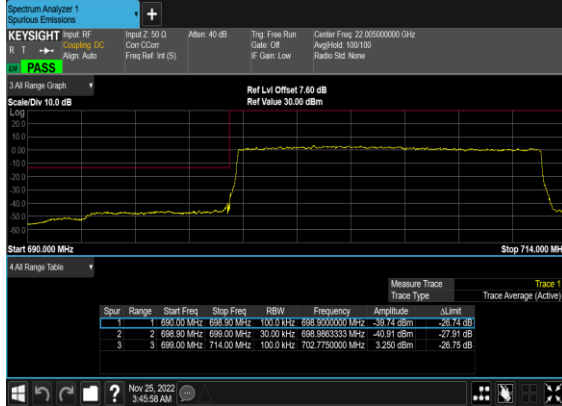 Spectrum Analyzer 1
Spurious Emissions
+
KEYSIGHT Input: RF Input Z: 50 Ω Atten: 40 dB Trig: Free Run Center Freq: 22.005000000 GHz
R T Coupling: DC Corr CCorr Gate: Off Avg|Hold: 100/100
Align: Auto Freq Ref: Int (S) IF Gain: Low Radio Std: None
PASS
3 All Range Graph
Ref Lvl Offset 7.60 dB
Scale/Div 10.0 dB Ref Value 30.00 dBm
Log
20.0
10.0
0.00
-10.0
-20.0
-30.0
-40.0
-50.0
-60.0
Start 690.000 MHz Stop 714.000 MH
4 All Range Table
Measure Trace Trace 1
Trace Type Trace Average (Active)
Spur Range Start Freq Stop Freq RBW Frequency Amplitude ΔLimit
1 1 690.00 MHz 698.90 MHz 100.0 kHz 698.9000000 MHz -39.74 dBm -26.74 dB
2 2 698.90 MHz 699.00 MHz 30.00 kHz 698.9863333 MHz -40.91 dBm -27.91 dB
3 3 699.00 MHz 714.00 MHz 100.0 kHz 702.7750000 MHz 3.250 dBm -26.75 dB
? Nov 25, 2022
3:45:58 AM